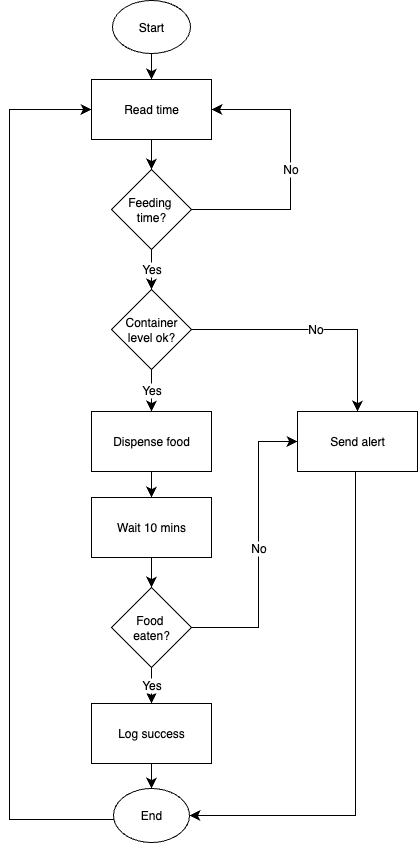 Start
Read time
No
Feeding
time?
Yes
Container
level ok?
No
Yes
Dispense food
Send alert
Wait 10 mins
No
Food
eaten?
Yes
Log success
End